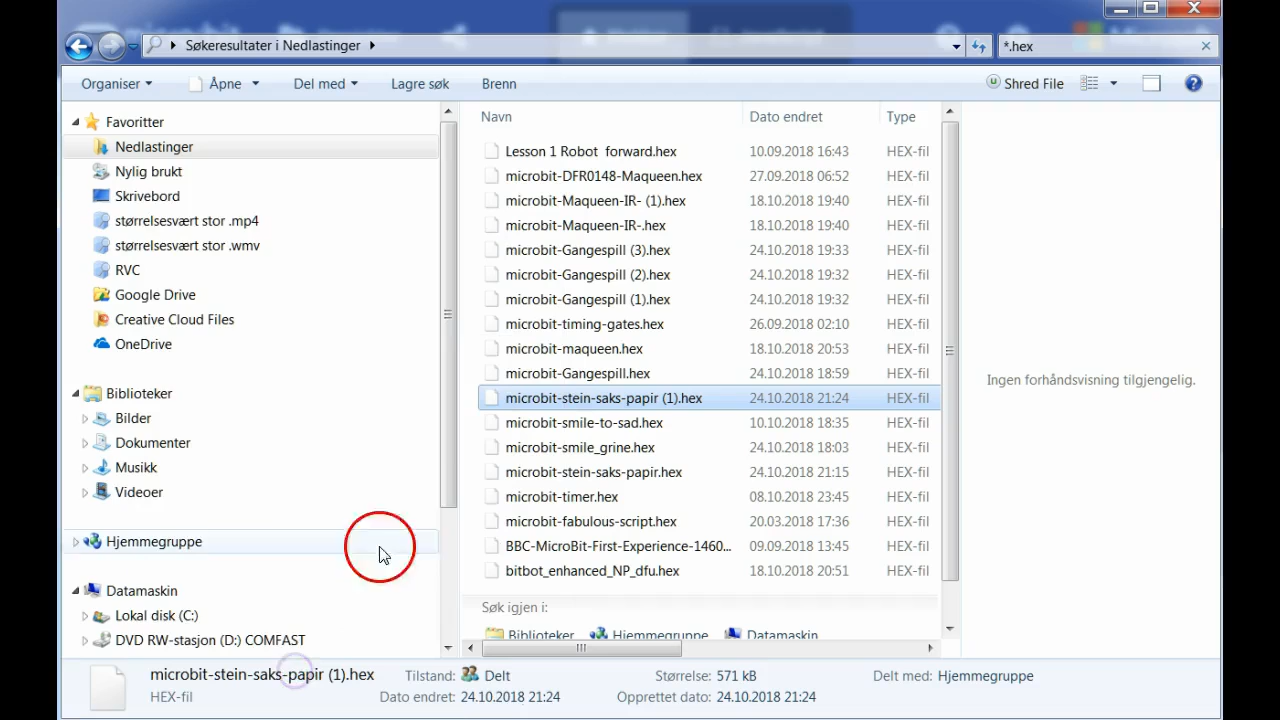 Søkeresultater i Nedlastinger
*.hex
Organiser
Åpne
Del med
Lagre søk
Brenn
Shred File
Favoritter
Nedlastinger
Nylig brukt
Skrivebord
størrelsesvært stor .mp4
størrelsesvært stor .wmv
RVC
Google Drive
Creative Cloud Files
OneDrive
Biblioteker
Bilder
Dokumenter
Musikk
Videoer
Hjemmegruppe
Datamaskin
Lokal disk (C:)
DVD RW-stasjon (D:) COMFAST
Navn Dato endret Type
Lesson 1 Robot  forward.hex 10.09.2018 16:43 HEX-fil
microbit-DFR0148-Maqueen.hex 27.09.2018 06:52 HEX-fil
microbit-Maqueen-IR- (1).hex 18.10.2018 19:40 HEX-fil
microbit-Maqueen-IR-.hex 18.10.2018 19:40 HEX-fil
microbit-Gangespill (3).hex 24.10.2018 19:33 HEX-fil
microbit-Gangespill (2).hex 24.10.2018 19:32 HEX-fil
microbit-Gangespill (1).hex 24.10.2018 19:32 HEX-fil
microbit-timing-gates.hex 26.09.2018 02:10 HEX-fil
microbit-maqueen.hex 18.10.2018 20:53 HEX-fil
microbit-Gangespill.hex 24.10.2018 18:59 HEX-fil
microbit-stein-saks-papir (1).hex 24.10.2018 21:24 HEX-fil
microbit-smile-to-sad.hex 10.10.2018 18:35 HEX-fil
microbit-smile_grine.hex 24.10.2018 18:03 HEX-fil
microbit-stein-saks-papir.hex 24.10.2018 21:15 HEX-fil
microbit-timer.hex 08.10.2018 23:45 HEX-fil
microbit-fabulous-script.hex 20.03.2018 17:36 HEX-fil
BBC-MicroBit-First-Experience-1460... 09.09.2018 13:45 HEX-fil
bitbot_enhanced_NP_dfu.hex 18.10.2018 20:51 HEX-fil
Søk igjen i:
Biblioteker Hjemmegruppe Datamaskin
Ingen forhåndsvisning tilgjengelig.
microbit-stein-saks-papir (1).hex Tilstand: Delt Størrelse: 571 kB Delt med: Hjemmegruppe
HEX-fil Dato endret: 24.10.2018 21:24 Opprettet dato: 24.10.2018 21:24